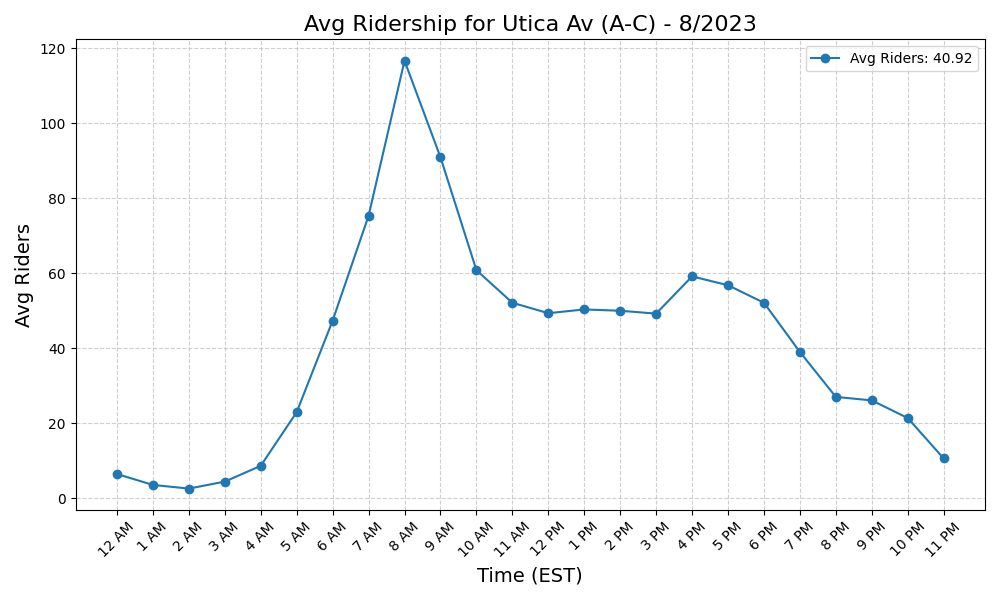 Avg Ridership for Utica Av (A-C) - 8/2023
Avg Riders: 40.92
Avg Riders
120
100
80
60
40
20
0
12 AM
1 AM
2 AM
3 AM
4 AM
5 AM
6 AM
7 AM
8 AM
9 AM
10 AM
11 AM
12 PM
1 PM
2 PM
3 PM
4 PM
5 PM
6 PM
7 PM
8 PM
9 PM
10 PM
11 PM
Time (EST)